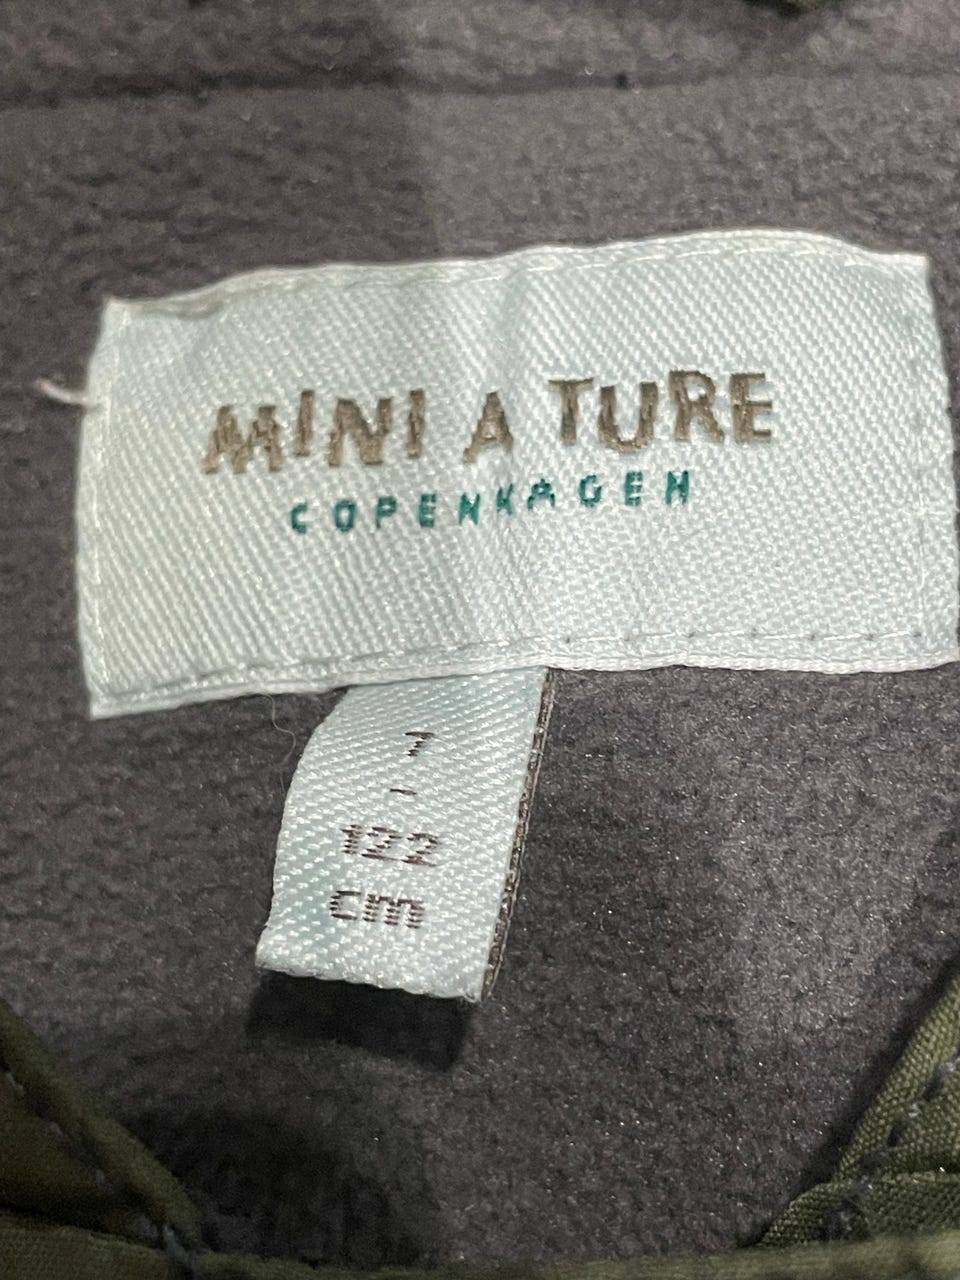 MINI A TURE
COPENHAGEN
7
-
122
cm